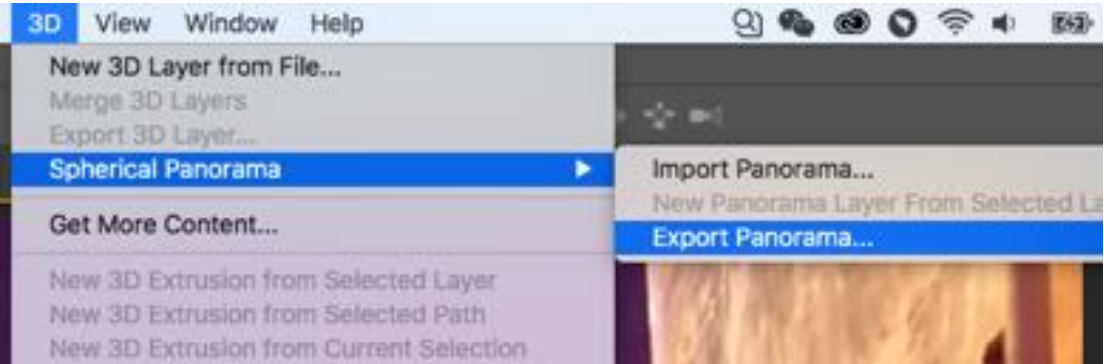 3D View Window Help
New 3D Layer from File...
Merge 3D Layers
Export 3D Layer...
Spherical Panorama
Import Panorama...
New Panorama Layer From Selected La
Export Panorama...
Get More Content...
New 3D Extrusion from Selected Layer
New 3D Extrusion from Selected Path
New 3D Extrusion from Current Selection